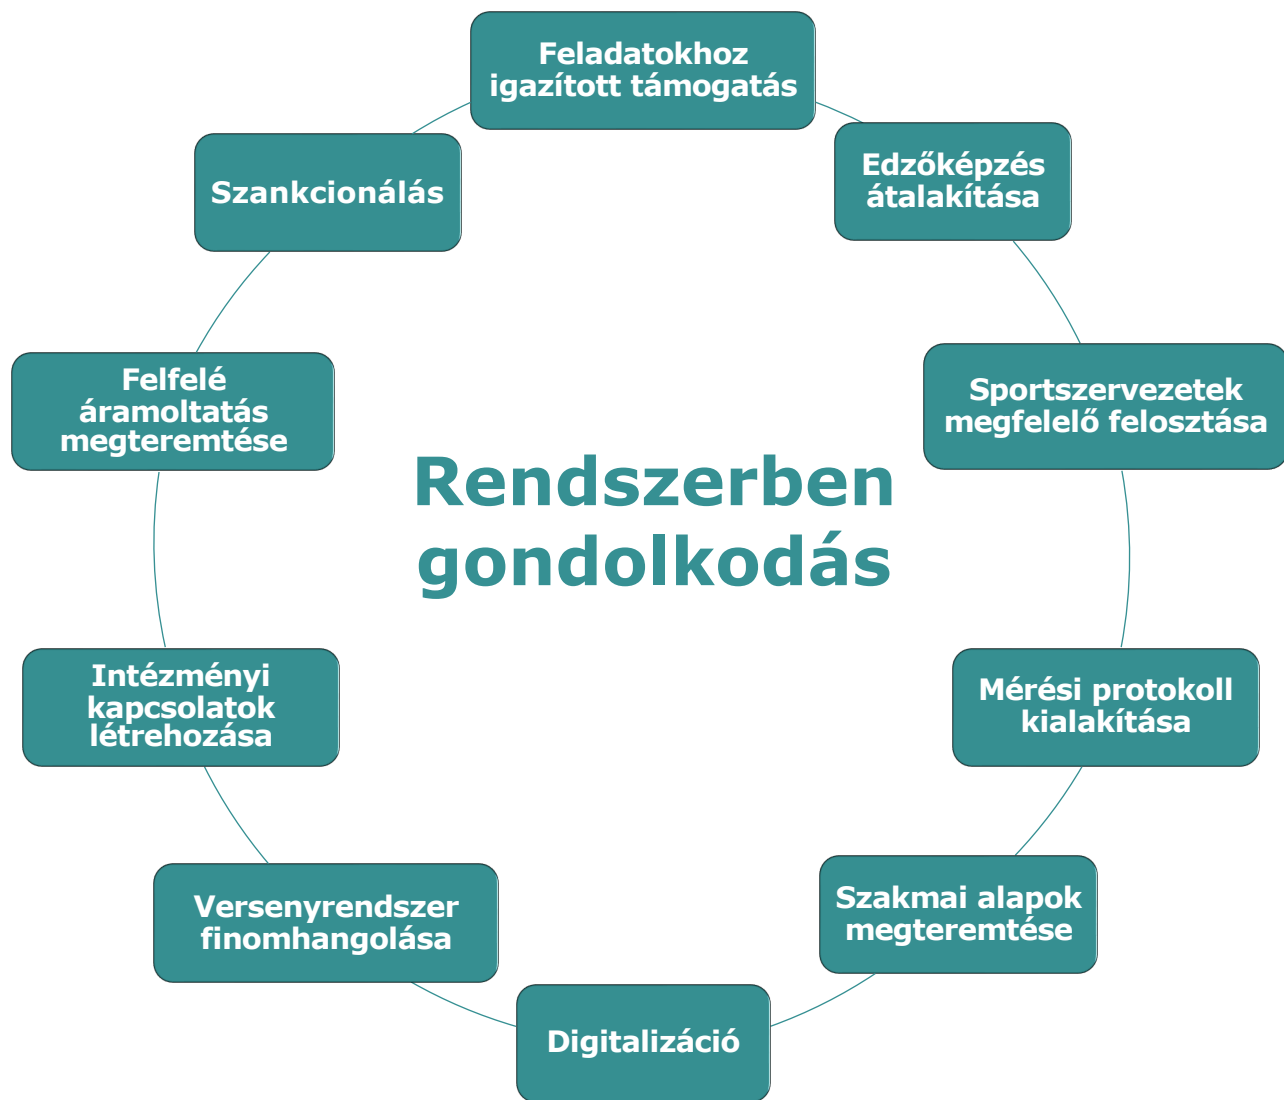 Feladatokhoz
igazított támogatás
Edzőképzés
átalakítása
Sportszervezetek
megfelelő felosztása
Mérési protokoll
kialakítása
Szakmai alapok
megteremtése
Digitalizáció
Versenyrendszer
finomhangolása
Intézményi
kapcsolatok
létrehozása
Felfelé
áramoltatás
megteremtése
Szankcionálás
Rendszerben
gondolkodás